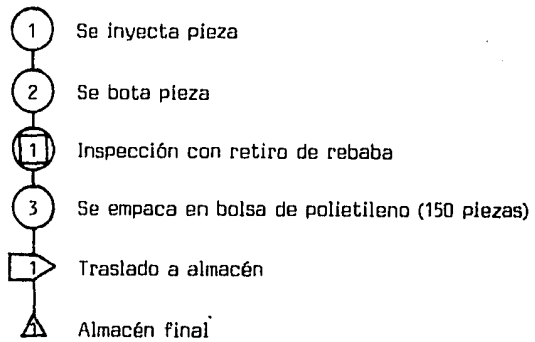 1 Se inyecta pieza
2 Se bota pieza
1 Inspección con retiro de rebaba
3 Se empaca en bolsa de polietileno (150 piezas)
1 Traslado a almacén
1 Almacén final